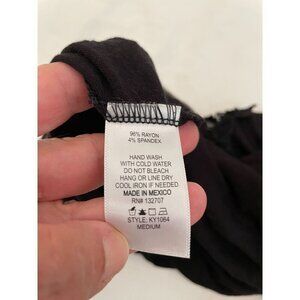 96% RAYON
4% SPANDEX
HAND WASH
WITH COLD WATER
DO NOT BLEACH
HANG OR LINE DRY
COOL IRON IF NEEDED
MADE IN MEXICO
RN# 132707
STYLE: KY1064
MEDIUM